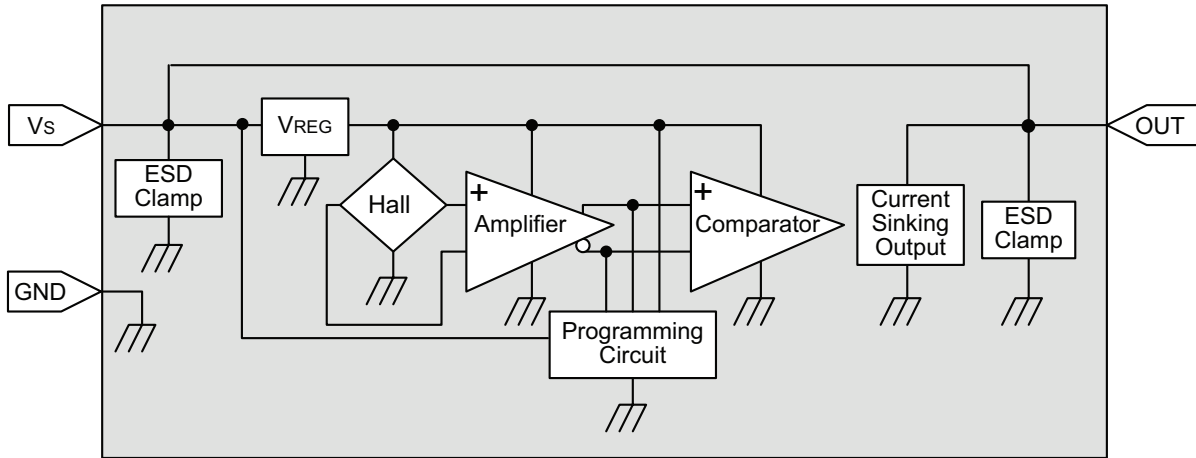 VS
VREG
OUT
ESD
Clamp
Hall
+
Amplifier
+
Comparator
Current
Sinking
Output
ESD
Clamp
GND
Programming
Circuit